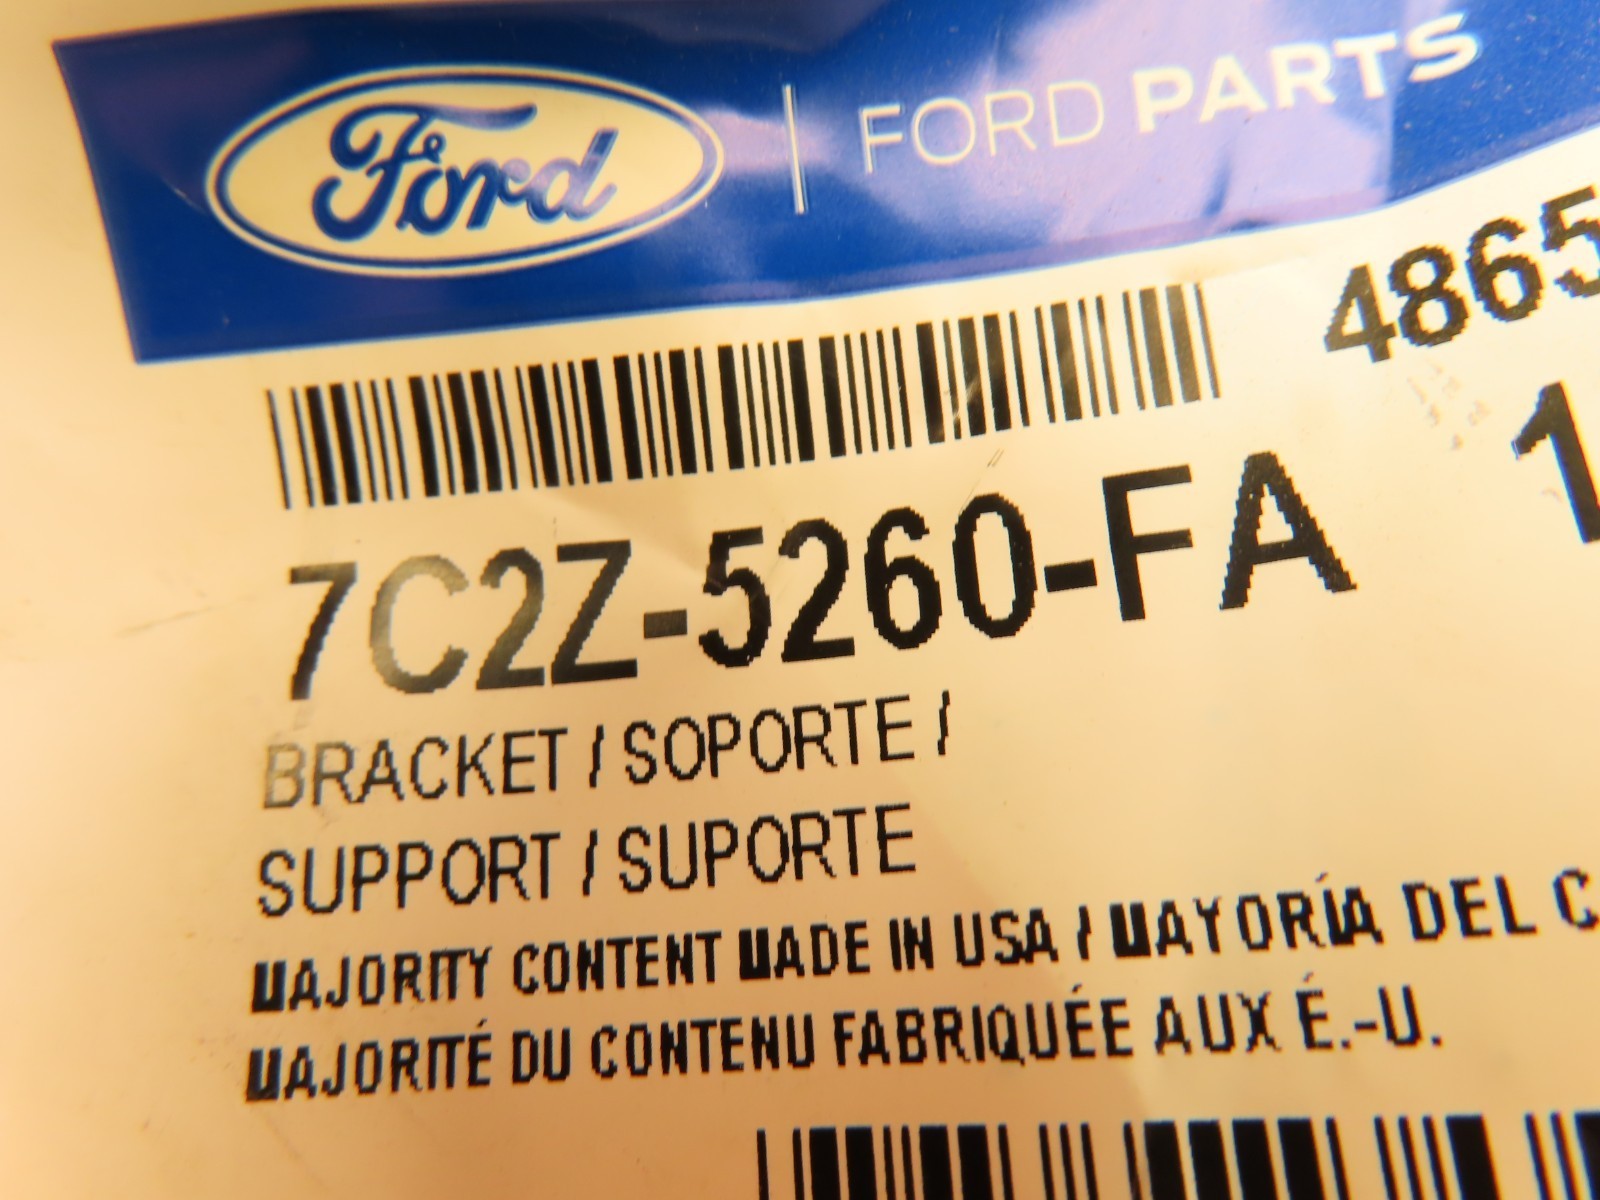 Ford | FORD PARTS
4865
7C2Z-5260-FA 1
BRACKET / SOPORTE /
SUPPORT / SUPORTE
MAJORITY CONTENT MADE IN USA / MAYORÍA DEL C
MAJORITÉ DU CONTENU FABRIQUÉE AUX É.-U.